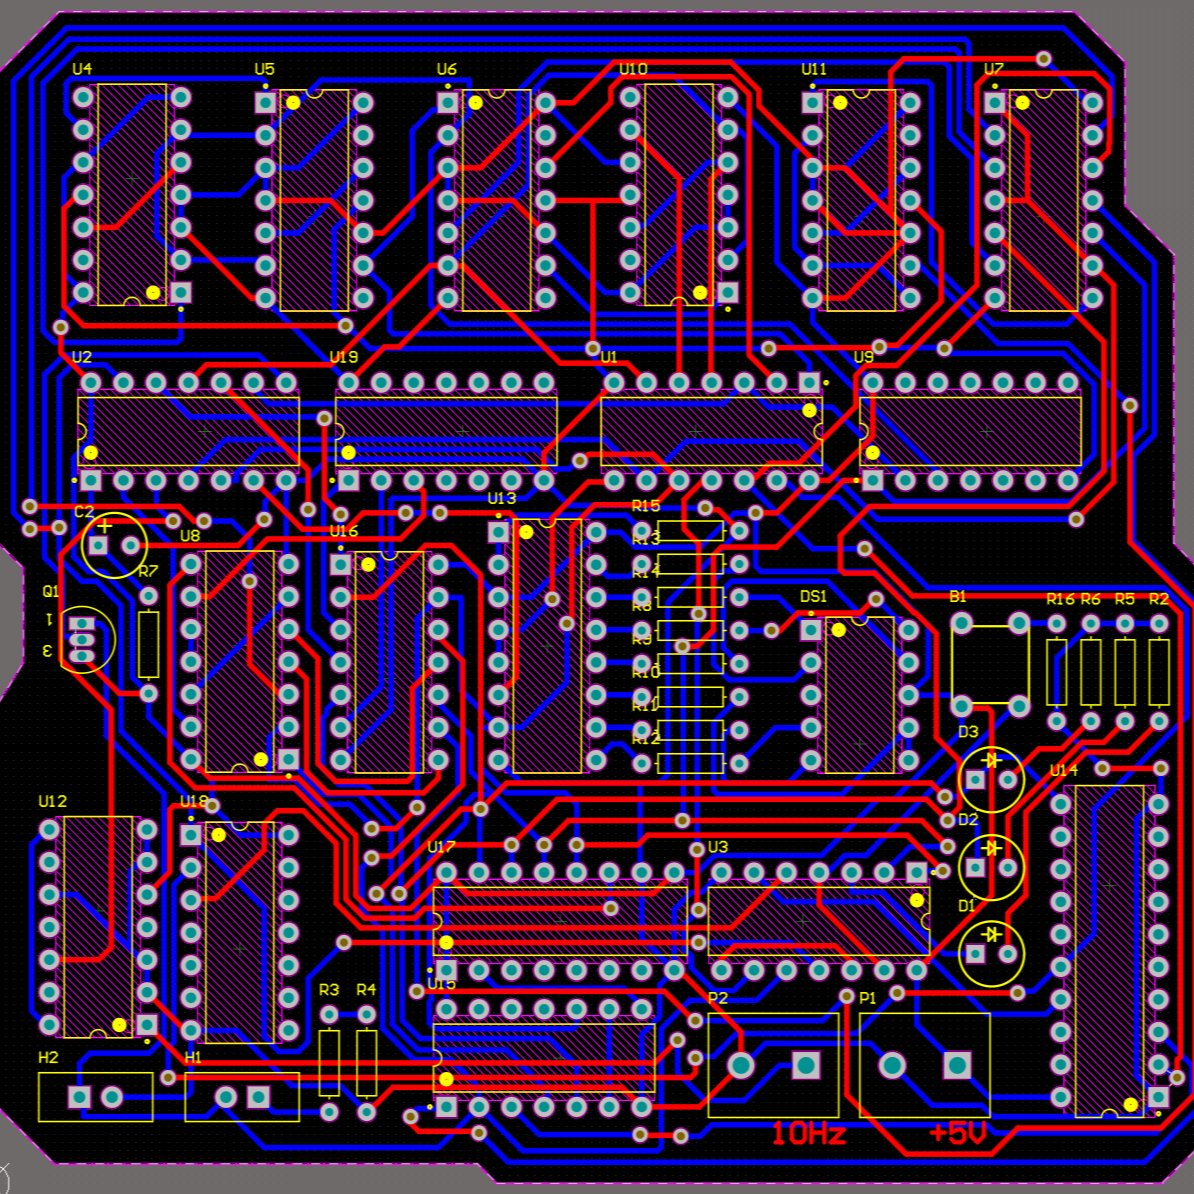 U4 U5 U6 U10 U11 U7
U2 U19 U1 U9
U13 R15
C2 U8 U16 R13
R7 R14
Q1 DS1 B1 R16 R6 R5 R2
1 R8
3 R9
R10
R11 D3
R12 U14
U12 U18 D2
U17 U3
D1
U15 P2 P1
R3 R4
H2 H1
10Hz +5V